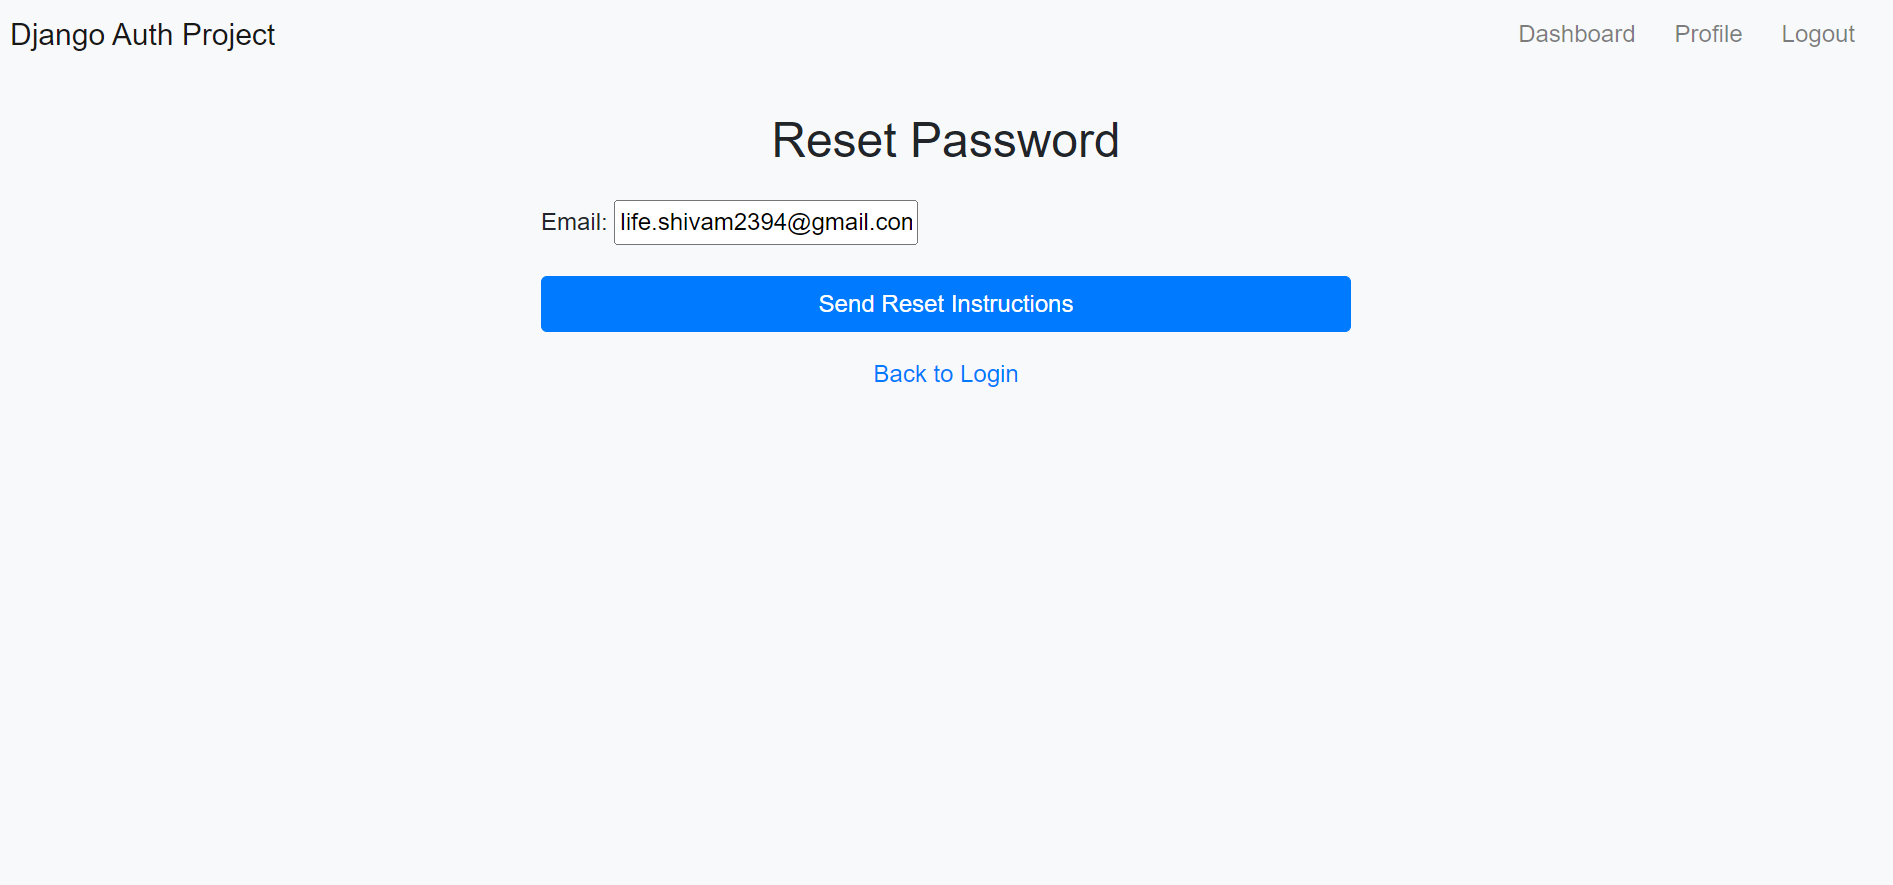 Django Auth Project Dashboard Profile Logout
Reset Password
Email: life.shivam2394@gmail.con
Send Reset Instructions
Back to Login